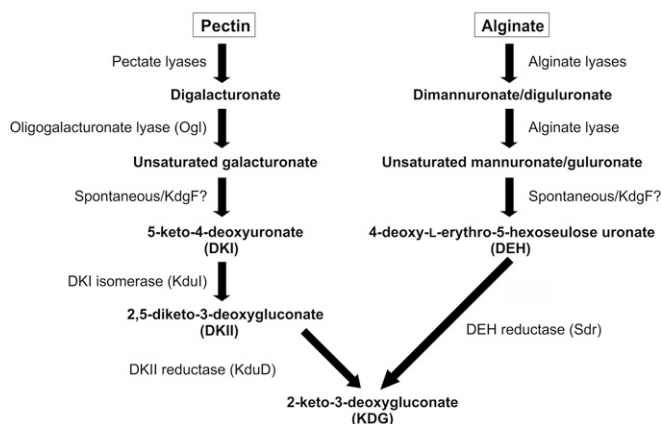 Pectin
Pectate lyases
Digalacturonate
Oligogalacturonate lyase (Ogl)
Unsaturated galacturonate
Spontaneous/KdgF?
5-keto-4-deoxyuronate
(DKI)
DKI isomerase (KduI)
2,5-diketo-3-deoxygluconate
(DKII)
DKII reductase (KduD)
Alginate
Alginate lyases
Dimannuronate/diguluronate
Alginate lyase
Unsaturated mannuronate/guluronate
Spontaneous/KdgF?
4-deoxy-L-erythro-5-hexoseulose uronate
(DEH)
DEH reductase (Sdr)
2-keto-3-deoxygluconate
(KDG)